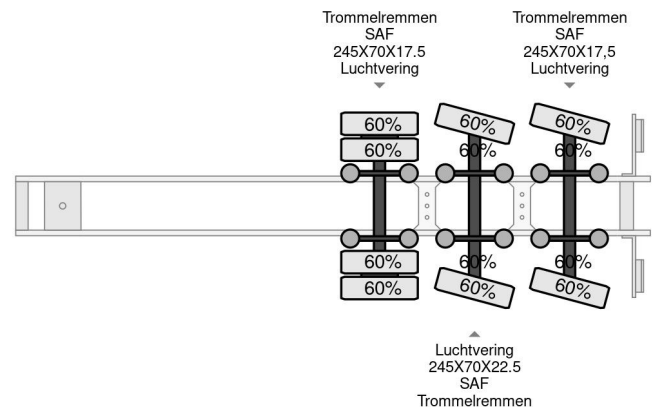 Trommelremmen
SAF
245X70X17.5
Luchtvering
Trommelremmen
SAF
245X70X17,5
Luchtvering
60%
60%
60%
60%
60%
60%
60%
60%
60%
60%
60%
60%
Luchtvering
245X70X22.5
SAF
Trommelremmen